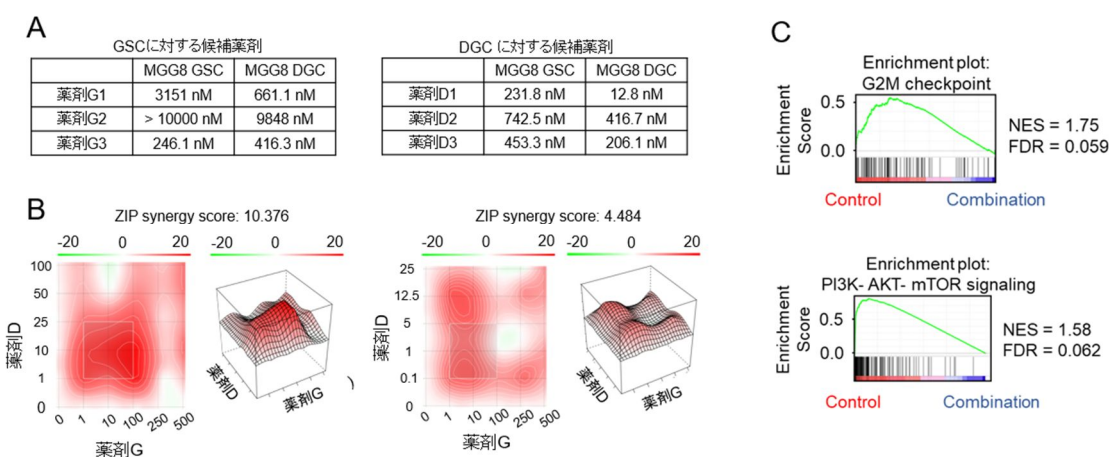 A
GSCに対する候補薬剤
MGG8 GSC MGG8 DGC
薬剤G1 3151 nM 661.1 nM
薬剤G2 > 10000 nM 9848 nM
薬剤G3 246.1 nM 416.3 nM
DGC に対する候補薬剤
MGG8 GSC MGG8 DGC
薬剤D1 231.8 nM 12.8 nM
薬剤D2 742.5 nM 416.7 nM
薬剤D3 453.3 nM 206.1 nM
B
ZIP synergy score: 10.376
-20 0 20 -20 0 20
100
50
25
10
1
0
薬剤D
0 1 10 100 250 500
薬剤G
薬剤D
薬剤G
)
ZIP synergy score: 4.484
-20 0 20 -20 0 20
25
12.5
5
1
0.1
0
薬剤D
0 1 10 100 250 500
薬剤G
薬剤D
薬剤G
C
Enrichment plot:
G2M checkpoint
Enrichment
Score
0.5
0.0
NES = 1.75
FDR = 0.059
Control Combination
Enrichment plot:
PI3K- AKT- mTOR signaling
Enrichment
Score
0.5
0.0
NES = 1.58
FDR = 0.062
Control Combination